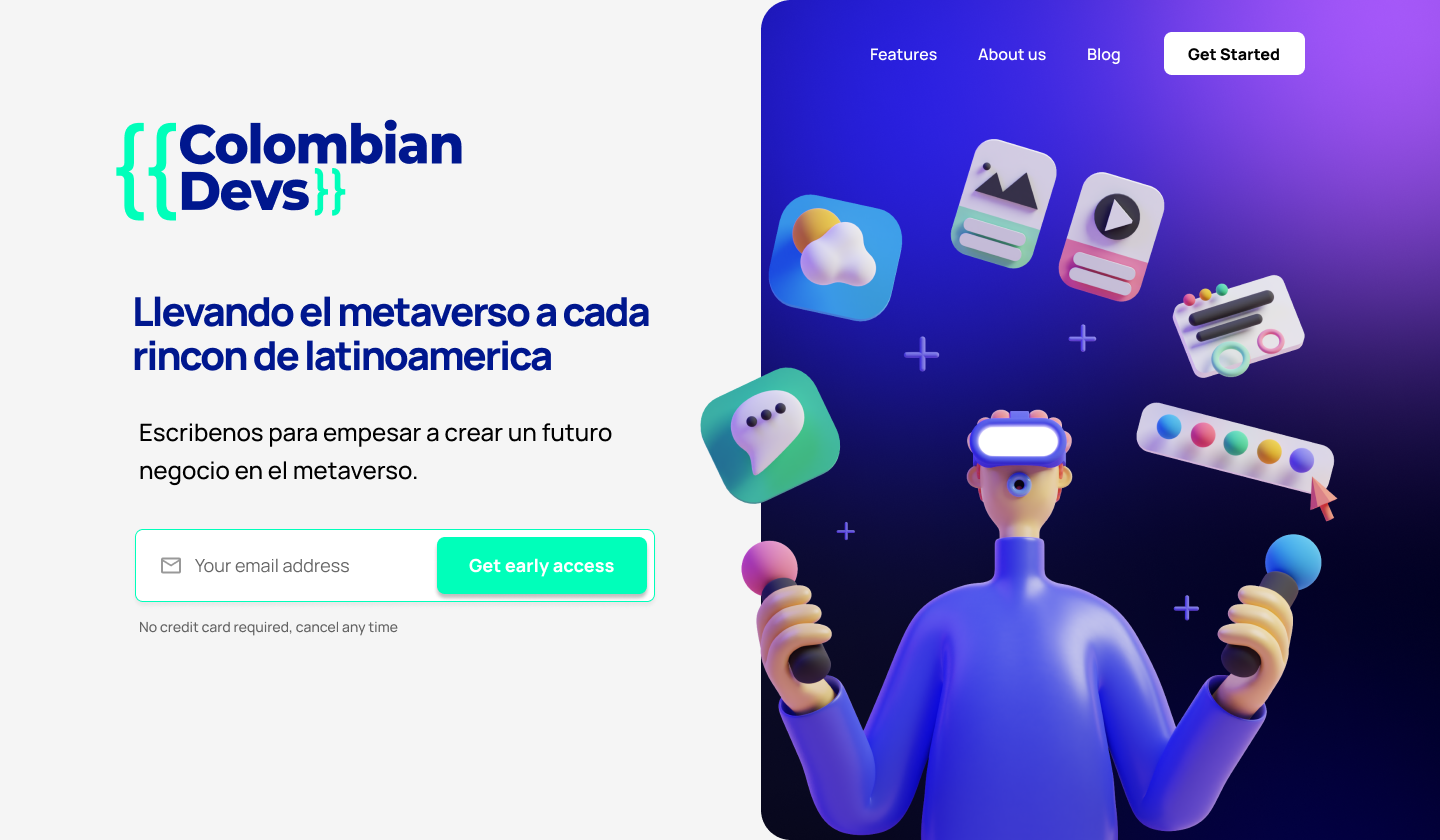 Features About us Blog Get Started
{{Colombian
Devs}}
Llevando el metaverso a cada
rincon de latinoamerica
Escribenos para empesar a crear un futuro
negocio en el metaverso.
Your email address Get early access
No credit card required, cancel any time